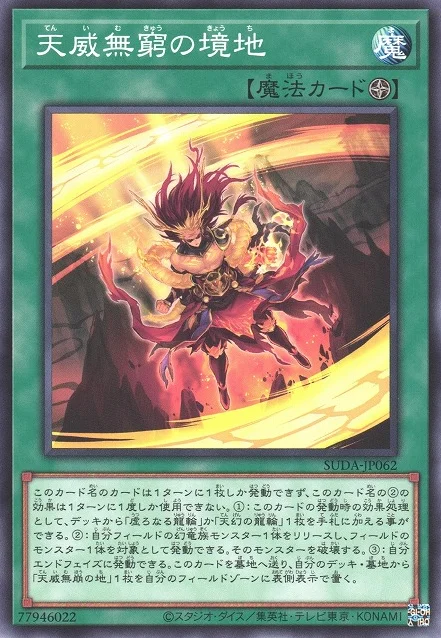 天威無窮の境地
魔
【魔法カード】
SUDA-JP062
このカード名のカードは1ターンに1枚しか発動できず、このカード名の②の
効果は1ターンに1度しか使用できない。①:このカードの発動時の効果処理
として、デッキから「虚ろなる龍輪」か「天幻の龍輪」1枚を手札に加える事が
できる。②:自分フィールドの幻竜族モンスター1体をリリースし、フィールドの
モンスター1体を対象として発動できる。そのモンスターを破壊する。③:自分
エンドフェイズに発動できる。このカードを墓地へ送り、自分のデッキ・墓地から
「天威無崩の地」1枚を自分のフィールドゾーンに表側表示で置く。
77946022
©スタジオ・ダイス/集英社・テレビ東京・KONAMI